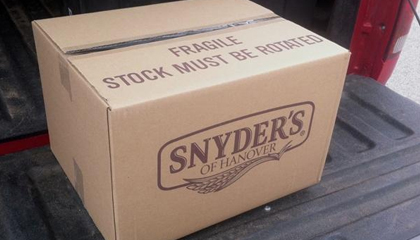 FRAGILE
STOCK MUST BE ROTATED
SNYDER'S®
OF HANOVER